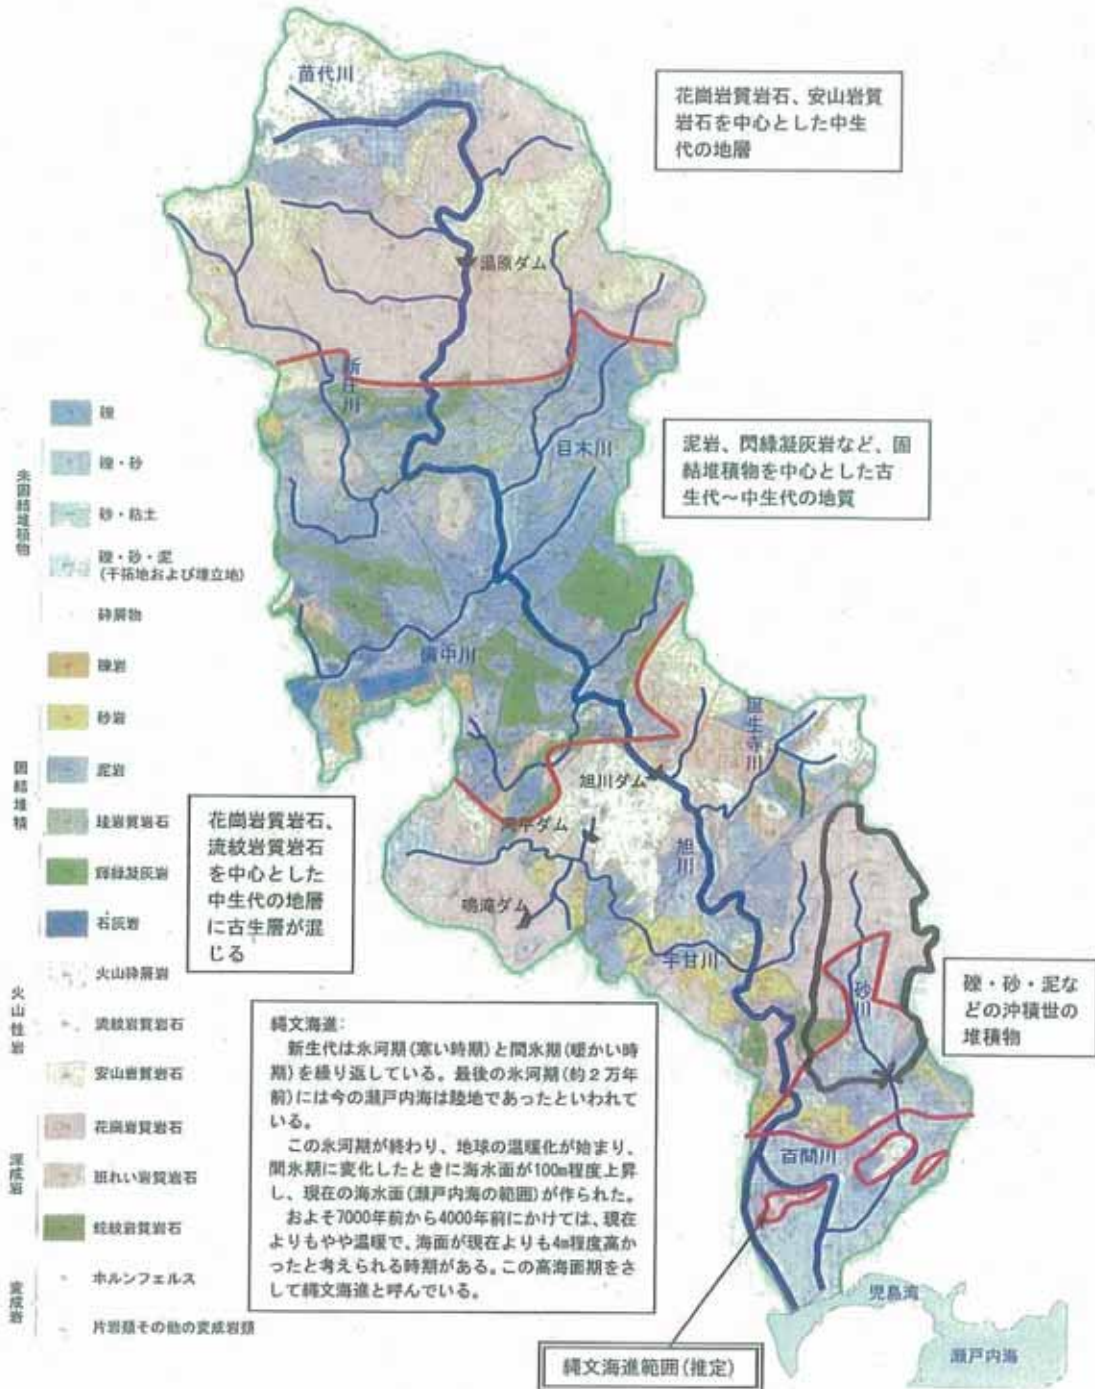 苗代川
花崗岩質岩石、安山岩質
岩石を中心とした中生
代の地層
湯原ダム
新庄川
目木川
泥岩、閃緑凝灰岩など、固
結堆積物を中心とした古
生代～中生代の地質
備中川
誕生寺川
旭川ダム
旭川
鳴滝ダム
宇甘川
砂川
百間川
児島湾
瀬戸内海
花崗岩質岩石、
流紋岩質岩石
を中心とした
中生代の地層
に古生層が混
じる
礫・砂・泥な
どの沖積世の
堆積物
縄文海進：
新生代は氷河期(寒い時期)と間氷期(暖かい時
期)を繰り返している。最後の氷河期(約２万年
前)には今の瀬戸内海は陸地であったといわれて
いる。
この氷河期が終わり、地球の温暖化が始まり、
間氷期に変化したときに海水面が100m程度上昇
し、現在の海水面(瀬戸内海の範囲)が作られた。
およそ7000年前から4000年前にかけては、現在
よりもやや温暖で、海面が現在よりも4m程度高か
ったと考えられる時期がある。この高海面期をさ
して縄文海進と呼んでいる。
縄文海進範囲(推定)
未固結堆積物
礫
礫・砂
砂・粘土
礫・砂・泥
(干拓地および埋立地)
砕屑物
固結堆積
礫岩
砂岩
泥岩
珪岩質岩石
輝緑凝灰岩
石灰岩
火山性岩
火山砕屑岩
流紋岩質岩石
安山岩質岩石
深成岩
花崗岩質岩石
斑れい岩質岩石
蛇紋岩質岩石
変成岩
ホルンフェルス
片岩類その他の変成岩類